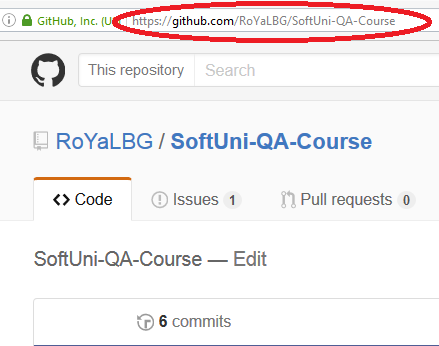 GitHub, Inc. (U https://github.com/RoYaLBG/SoftUni-QA-Course
This repository Search
RoYaLBG / SoftUni-QA-Course
Code Issues 1 Pull requests 0
SoftUni-QA-Course — Edit
6 commits